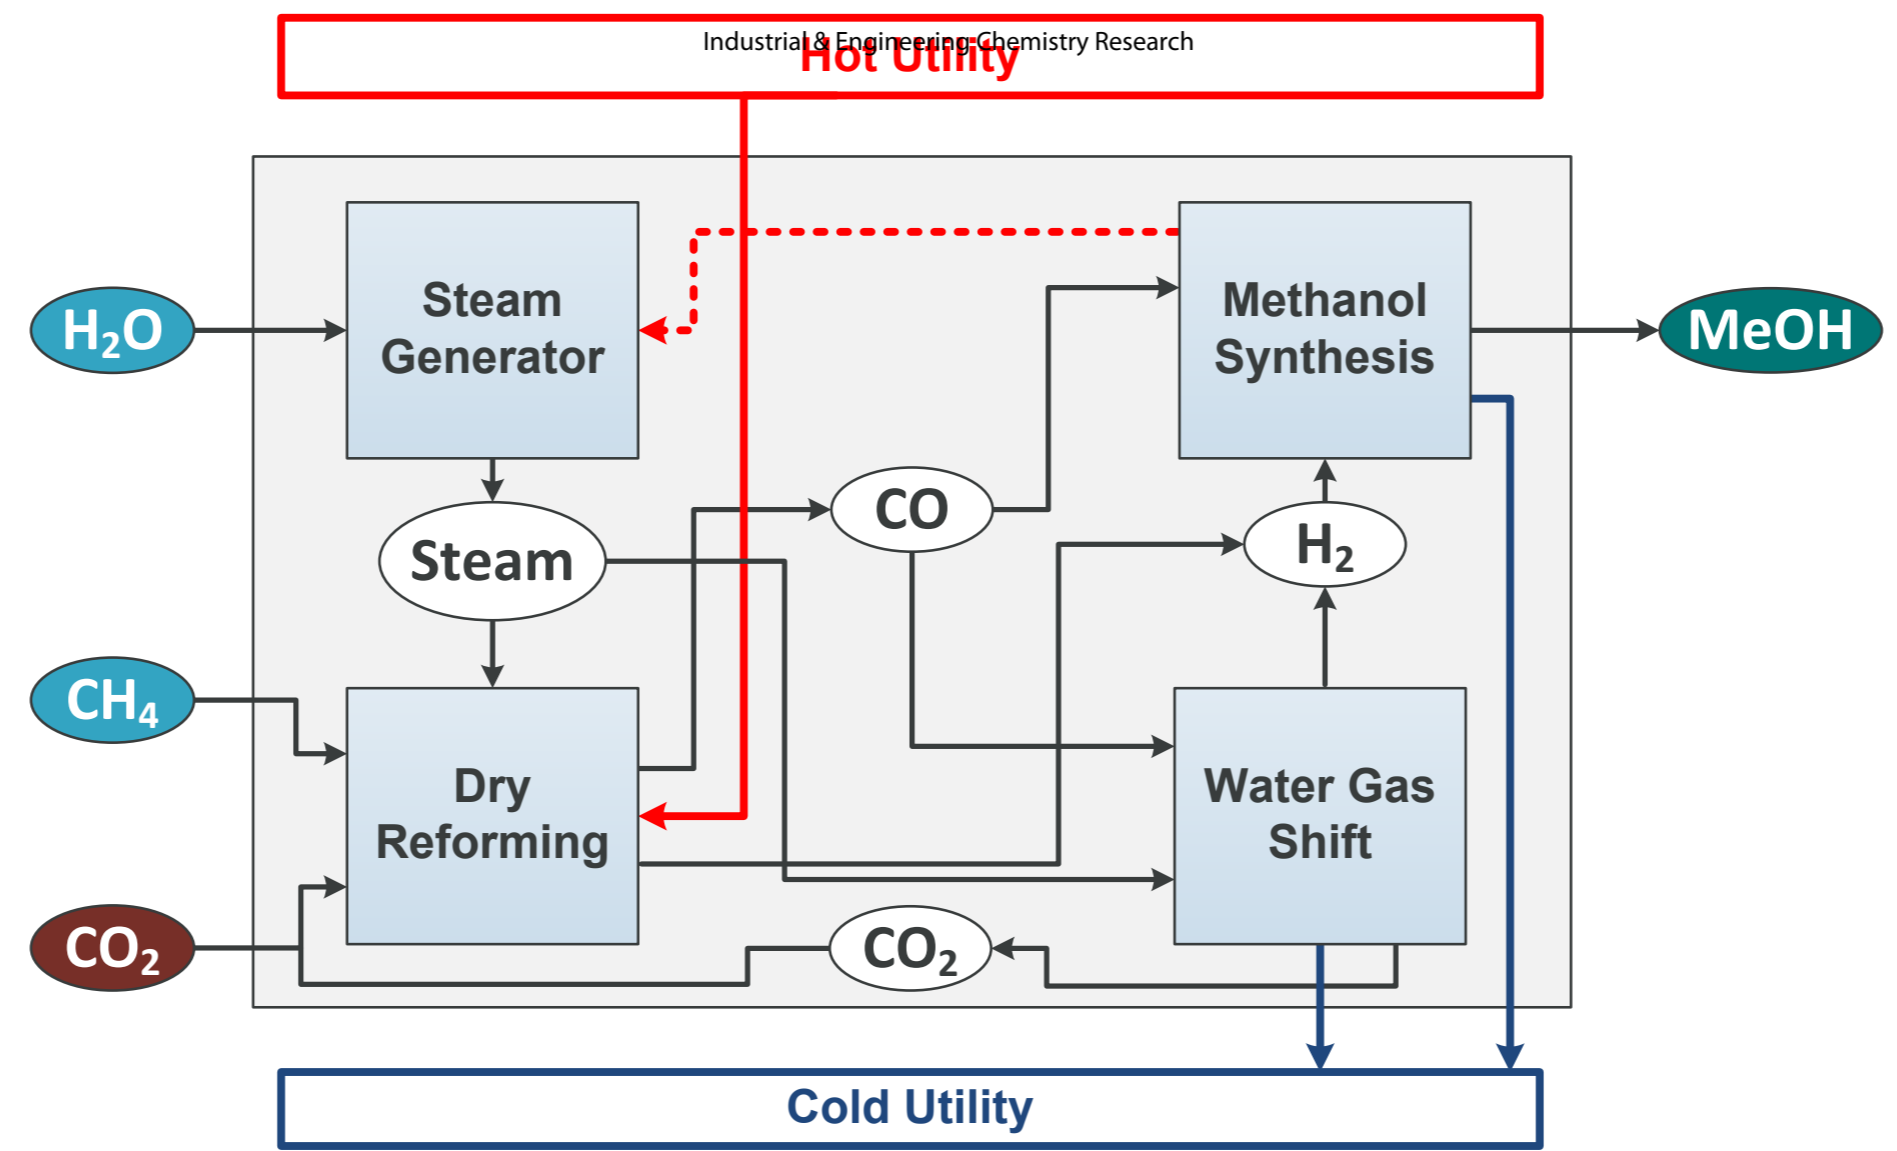 Industrial & Engineering Chemistry Research
Hot Utility
Steam
Generator
Methanol
Synthesis
H₂O
MeOH
CO
Steam
H₂
CH₄
Dry
Reforming
Water Gas
Shift
CO₂
CO₂
Cold Utility